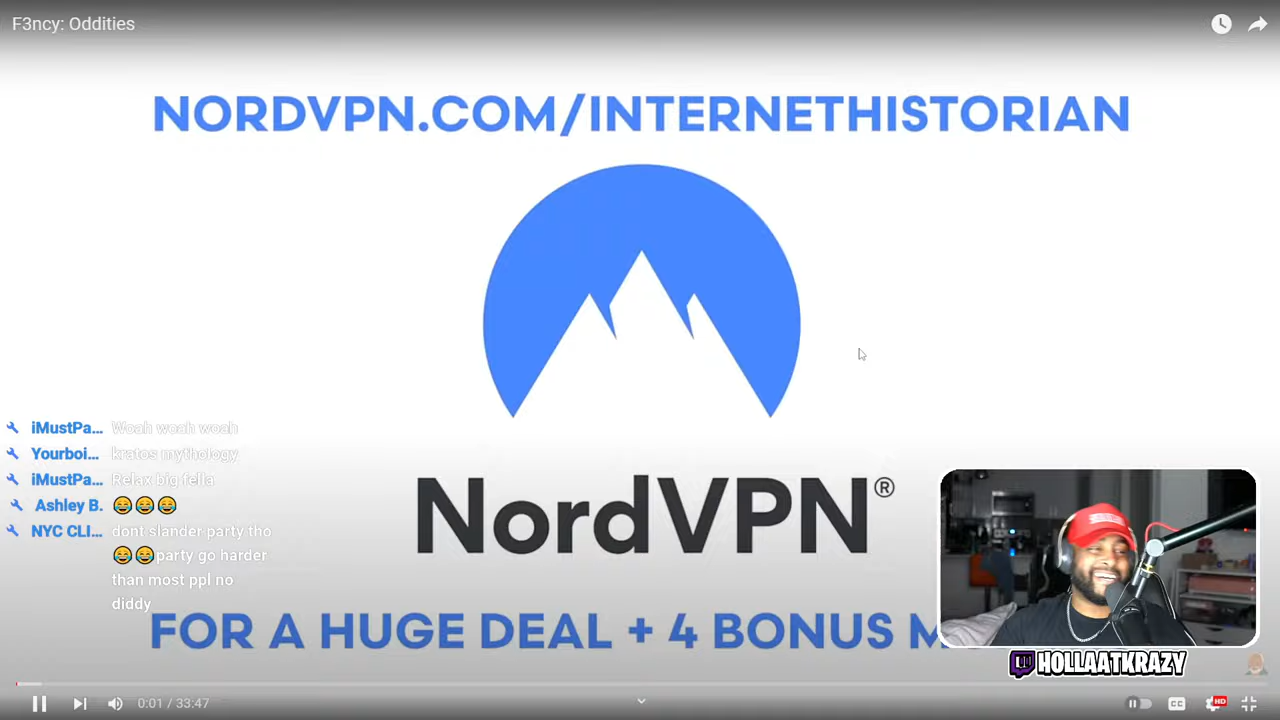 F3ncy: Oddities
NORDVPN.COM/INTERNETHISTORIAN
NordVPN®
iMustPa... Woah woah woah
Yourboi... kratos mythology
iMustPa... Relax big fella
Ashley B. 😂😂😂
NYC CLI... dont slander party tho
😂😂party go harder
than most ppl no
diddy
FOR A HUGE DEAL + 4 BONUS
HOLLAATKRAZY
0:01 / 33:47
CC
HD